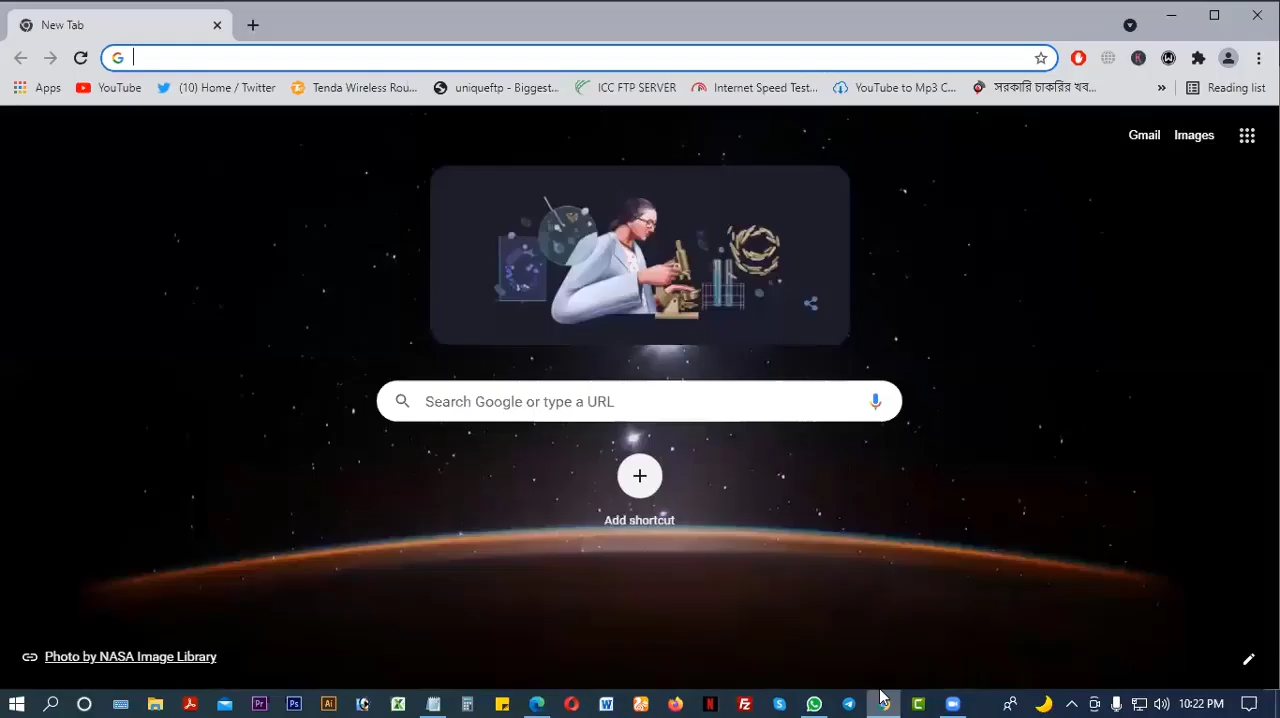 New Tab
Apps
YouTube
(10) Home / Twitter
Tenda Wireless Rou...
uniqueftp - Biggest...
ICC FTP SERVER
Internet Speed Test...
YouTube to Mp3 C...
সরকারি চাকরির খব...
»
Reading list
Gmail
Images
Search Google or type a URL
Add shortcut
Photo by NASA Image Library
10:22 PM